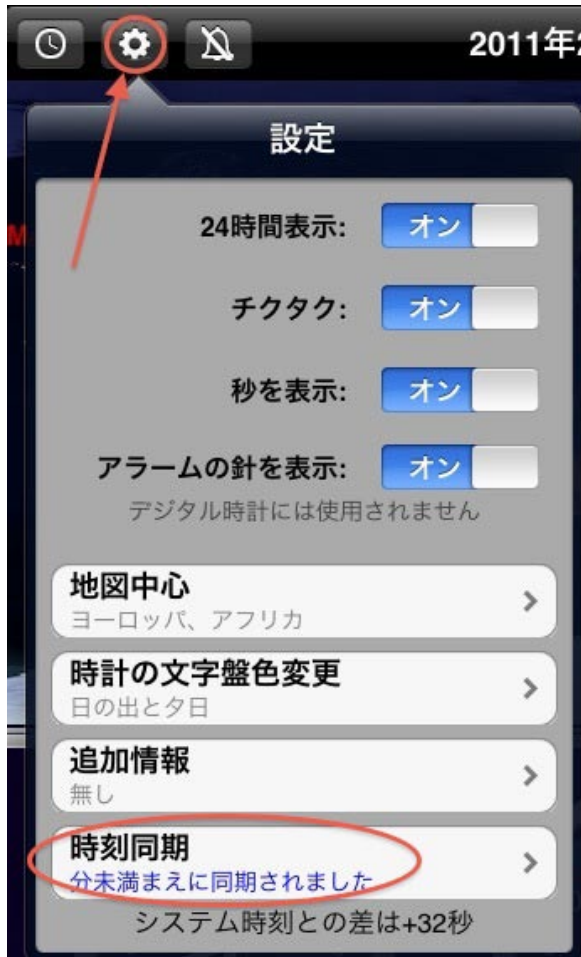 2011年2
設定
M
24時間表示: オン
チクタク: オン
秒を表示: オン
アラームの針を表示: オン
デジタル時計には使用されません
地図中心
ヨーロッパ、アフリカ
時計の文字盤色変更
日の出と夕日
追加情報
無し
時刻同期
分未満まえに同期されました
システム時刻との差は+32秒